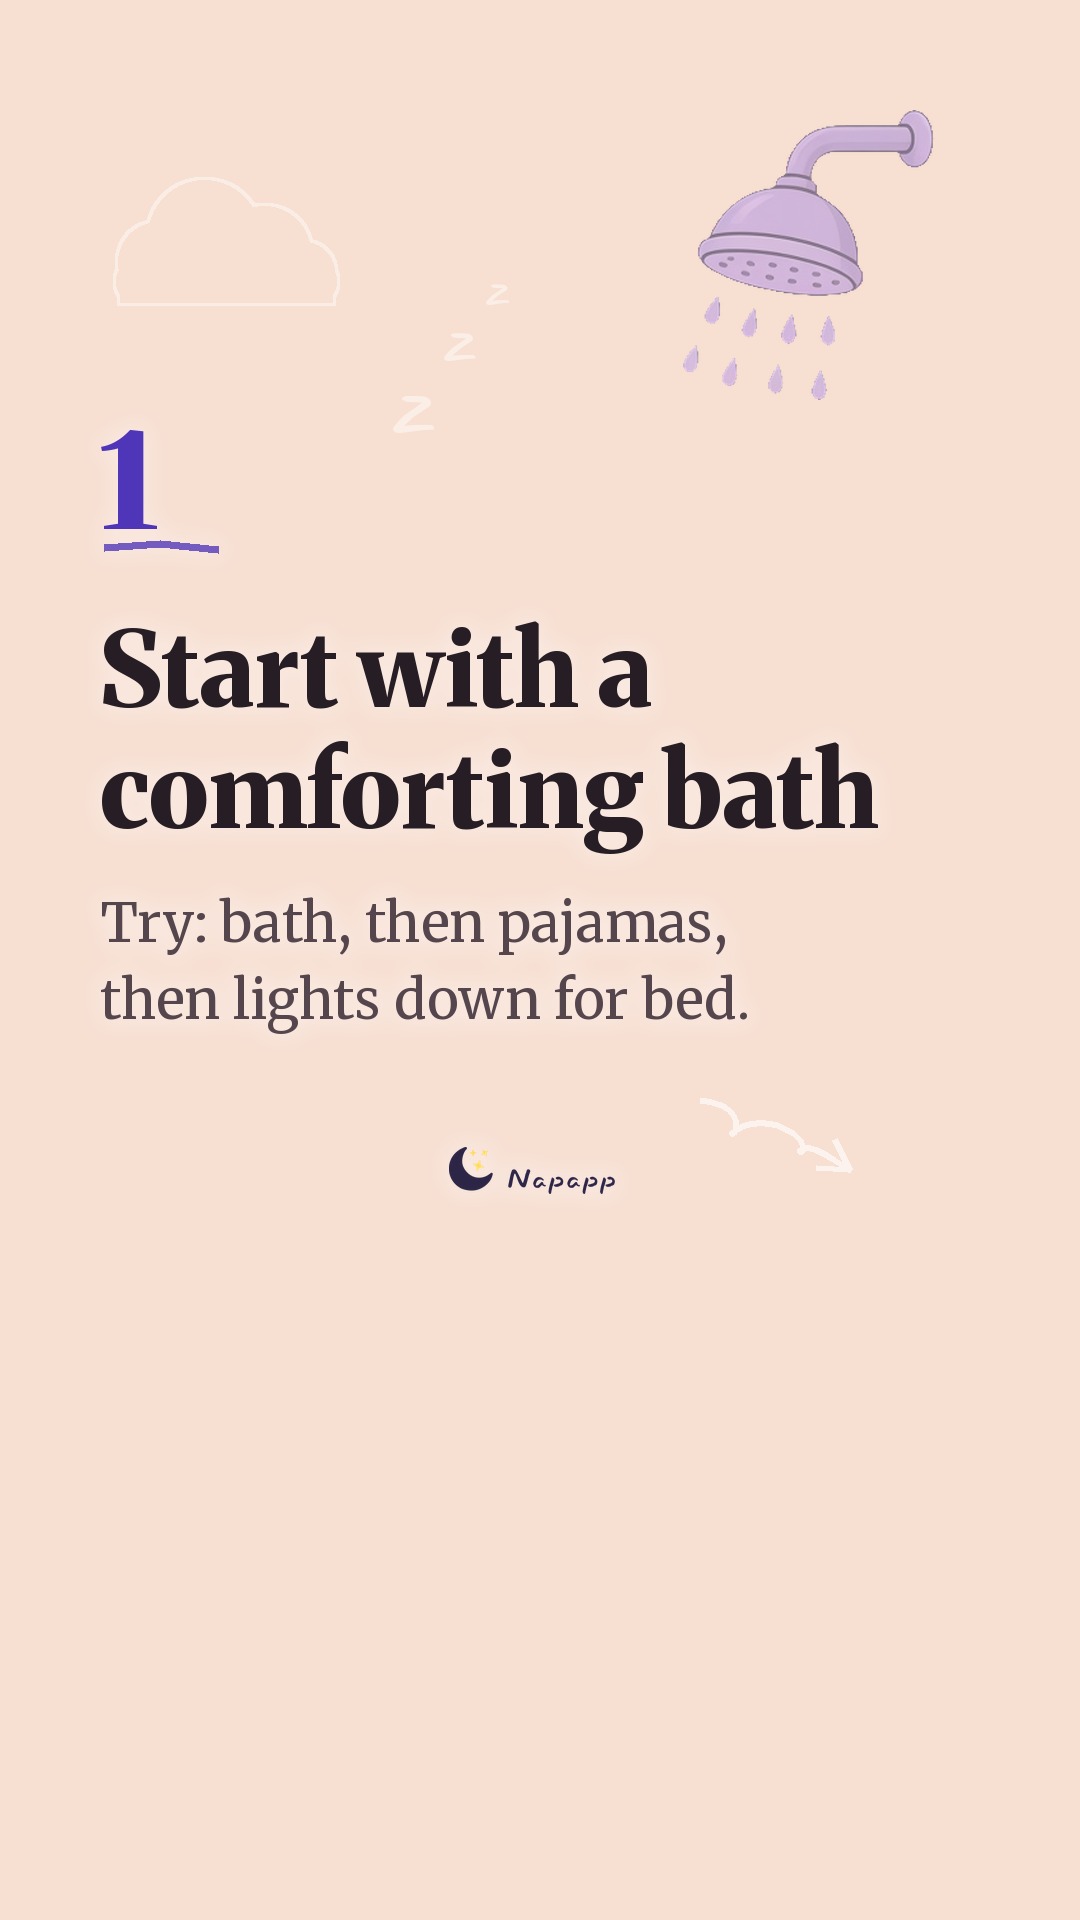 z
z
z
1
Start with a
comforting bath
Try: bath, then pajamas,
then lights down for bed.
Napapp